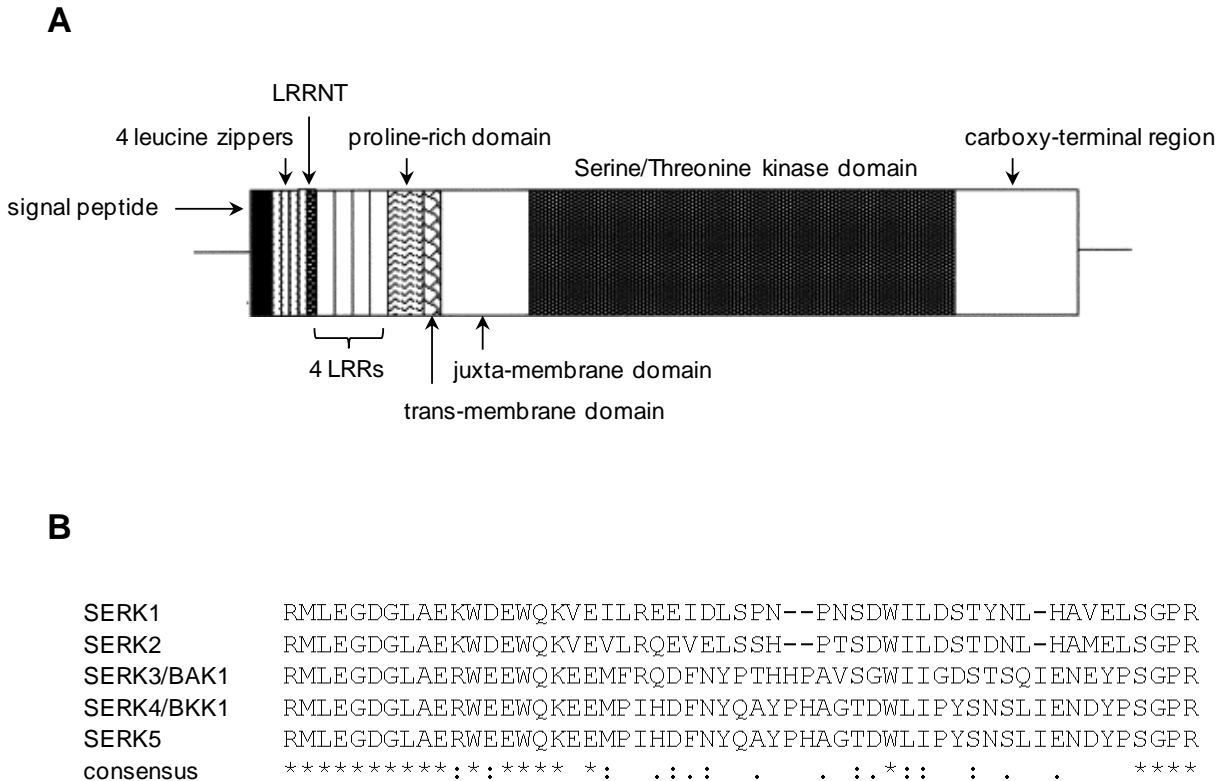 A
LRRNT
4 leucine zippers
proline-rich domain
carboxy-terminal region
Serine/Threonine kinase domain
signal peptide
4 LRRs
juxta-membrane domain
trans-membrane domain
B
SERK1 RMLEGDGLAEKWDEWQKVEILREEIDLSPN--PNSDWILDSTYNL-HAVELSGPR
SERK2 RMLEGDGLAEKWDEWQKVEVLRQEVELSSH--PTSDWILDSTDNL-HAMELSGPR
SERK3/BAK1 RMLEGDGLAERWEEWQKEEMFRQDFNYPTHHPAVSGWIIGDSTSQIENEYPSGPR
SERK4/BKK1 RMLEGDGLAERWEEWQKEEMPIHDFNYQAYPHAGTDWLIPYSNSLIENDYPSGPR
SERK5 RMLEGDGLAERWEEWQKEEMPIHDFNYQAYPHAGTDWLIPYSNSLIENDYPSGPR
consensus **********:*:**** *:  .:.:  .   . :.*::  : .  .    ****